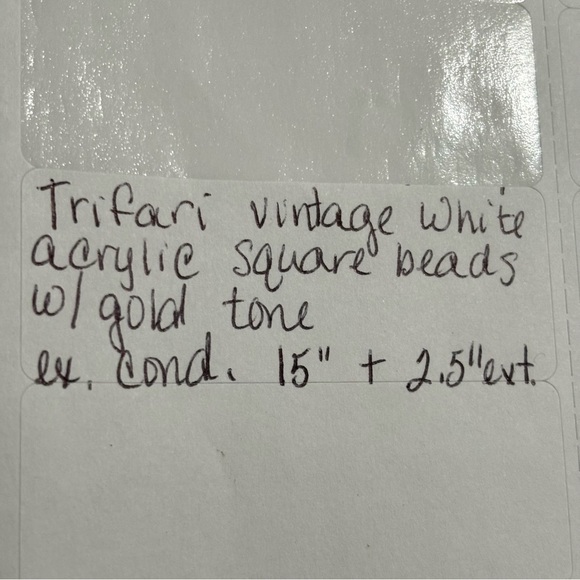 Trifari vintage White
acrylic square beads
w/ gold tone
ex. cond. 15" + 2.5" ext.